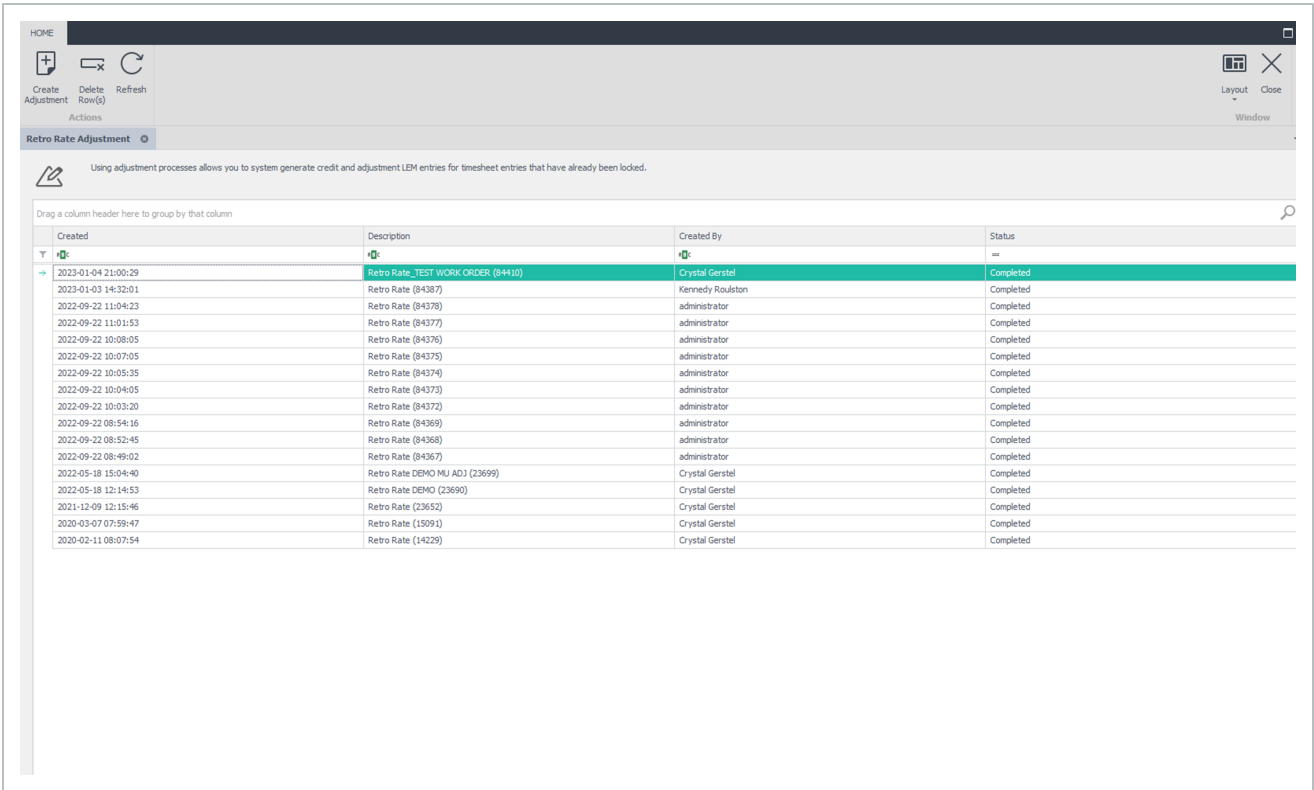 HOME
Create Adjustment Delete Row(s) Refresh Layout Close
Actions Window
Retro Rate Adjustment
Using adjustment processes allows you to system generate credit and adjustment LEM entries for timesheet entries that have already been locked.
Drag a column header here to group by that column
Created Description Created By Status
=
2023-01-04 21:00:29 Retro Rate_TEST WORK ORDER (84410) Crystal Gerstel Completed
2023-01-03 14:32:01 Retro Rate (84387) Kennedy Roulston Completed
2022-09-22 11:04:23 Retro Rate (84378) administrator Completed
2022-09-22 11:01:53 Retro Rate (84377) administrator Completed
2022-09-22 10:08:05 Retro Rate (84376) administrator Completed
2022-09-22 10:07:05 Retro Rate (84375) administrator Completed
2022-09-22 10:05:35 Retro Rate (84374) administrator Completed
2022-09-22 10:04:05 Retro Rate (84373) administrator Completed
2022-09-22 10:03:20 Retro Rate (84372) administrator Completed
2022-09-22 08:54:16 Retro Rate (84369) administrator Completed
2022-09-22 08:52:45 Retro Rate (84368) administrator Completed
2022-09-22 08:49:02 Retro Rate (84367) administrator Completed
2022-05-18 15:04:40 Retro Rate DEMO MU ADJ (23699) Crystal Gerstel Completed
2022-05-18 12:14:53 Retro Rate DEMO (23690) Crystal Gerstel Completed
2021-12-09 12:15:46 Retro Rate (23652) Crystal Gerstel Completed
2020-03-07 07:59:47 Retro Rate (15091) Crystal Gerstel Completed
2020-02-11 08:07:54 Retro Rate (14229) Crystal Gerstel Completed